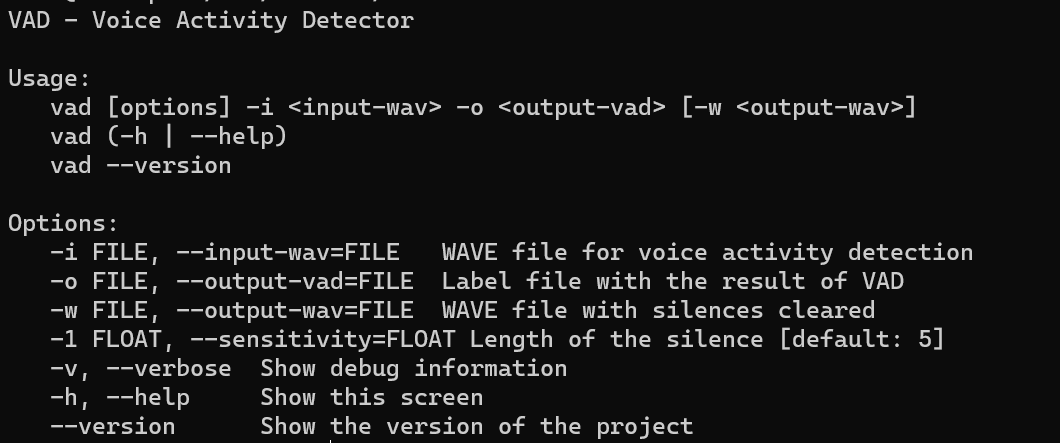 VAD - Voice Activity Detector
Usage:
vad [options] -i <input-wav> -o <output-vad> [-w <output-wav>]
vad (-h | --help)
vad --version
Options:
-i FILE, --input-wav=FILE WAVE file for voice activity detection
-o FILE, --output-vad=FILE Label file with the result of VAD
-w FILE, --output-wav=FILE WAVE file with silences cleared
-1 FLOAT, --sensitivity=FLOAT Length of the silence [default: 5]
-v, --verbose Show debug information
-h, --help Show this screen
--version Show the version of the project